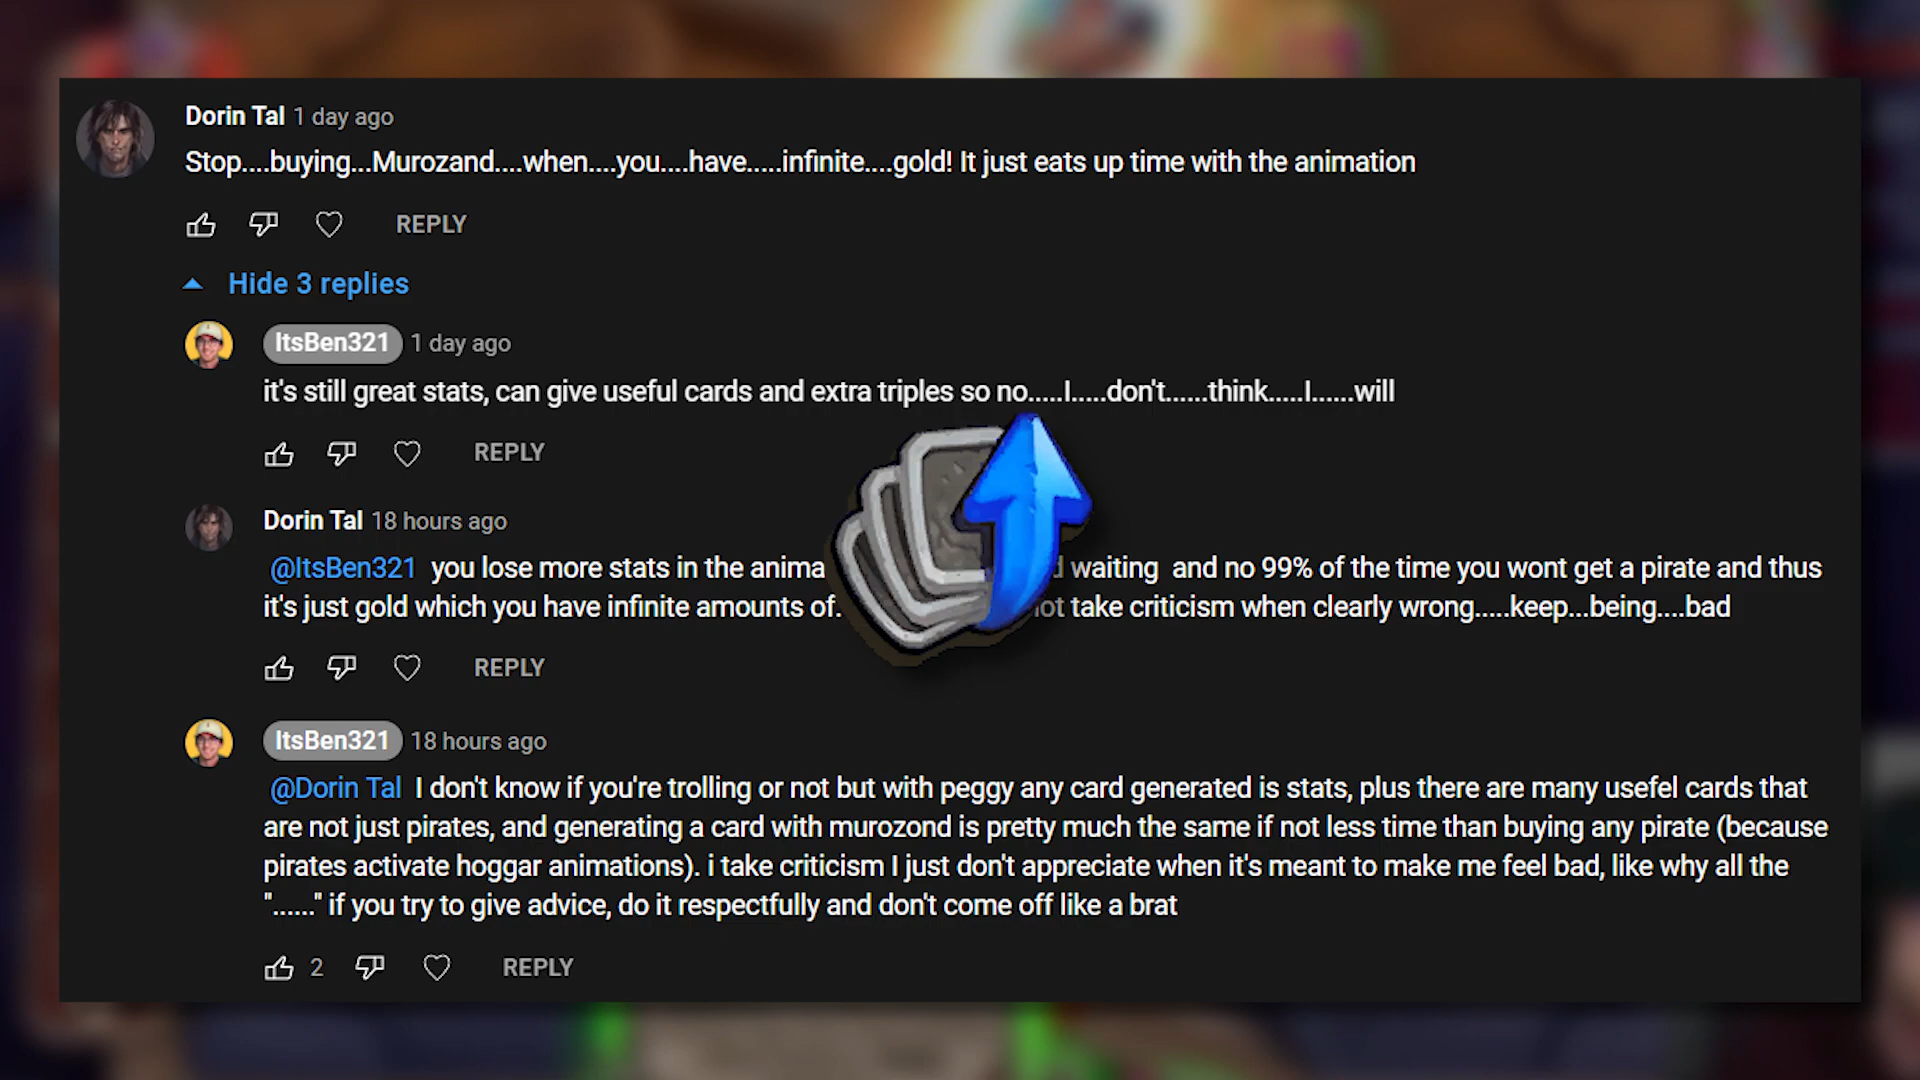 Dorin Tal 1 day ago
Stop....buying...Murozand....when....you....have.....infinite....gold! It just eats up time with the animation
REPLY
Hide 3 replies
ItsBen321 1 day ago
it's still great stats, can give useful cards and extra triples so no.....I.....don't......think.....I......will
REPLY
Dorin Tal 18 hours ago
@ItsBen321 you lose more stats in the waiting and no 99% of the time you wont get a pirate and thus
it's just gold which you have infinite amounts of. take criticism when clearly wrong.....keep...being....bad
REPLY
ItsBen321 18 hours ago
@Dorin Tal I don't know if you're trolling or not but with peggy any card generated is stats, plus there are many usefel cards that
are not just pirates, and generating a card with murozond is pretty much the same if not less time than buying any pirate (because
pirates activate hoggar animations). i take criticism I just don't appreciate when it's meant to make me feel bad, like why all the
"......" if you try to give advice, do it respectfully and don't come off like a brat
2 REPLY